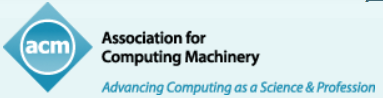 acm
Association for
Computing Machinery
Advancing Computing as a Science & Profession